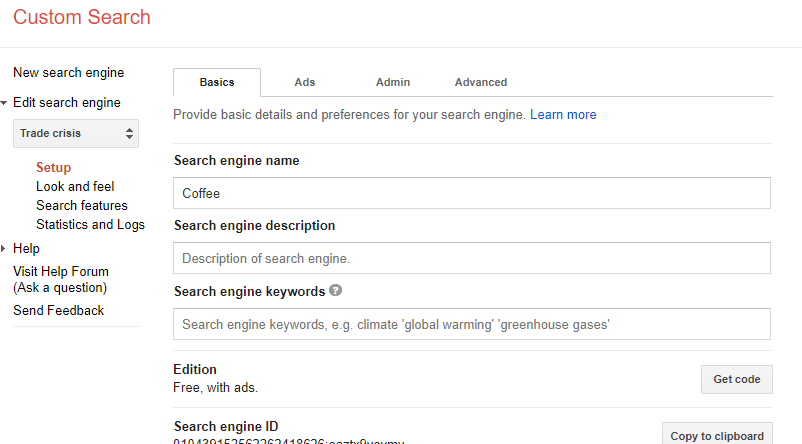 Custom Search
New search engine
Edit search engine
Trade crisis
Setup
Look and feel
Search features
Statistics and Logs
Help
Visit Help Forum
(Ask a question)
Send Feedback
Basics Ads Admin Advanced
Provide basic details and preferences for your search engine. Learn more
Search engine name
Coffee
Search engine description
Description of search engine.
Search engine keywords ?
Search engine keywords, e.g. climate 'global warming' 'greenhouse gases'
Edition
Free, with ads.
Get code
Search engine ID
Copy to clipboard